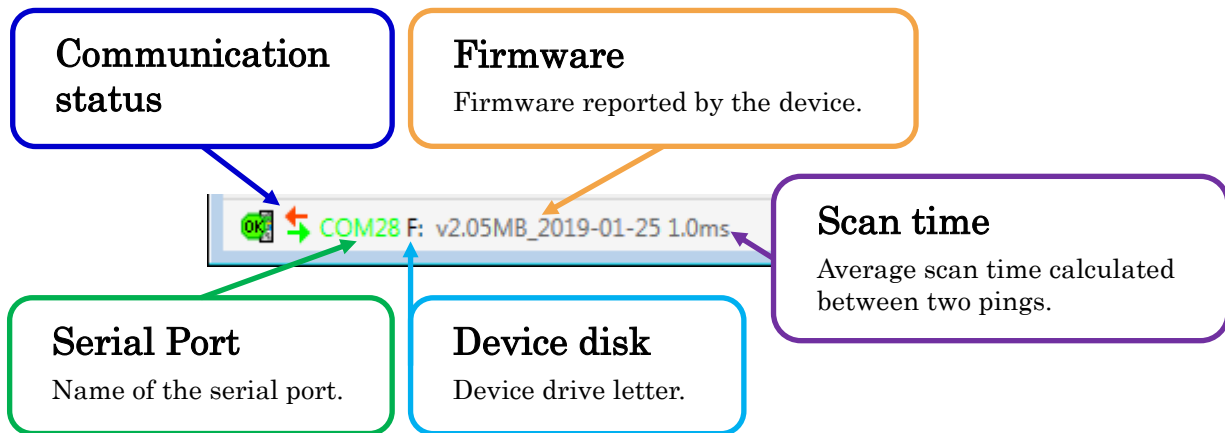 Communication
status
Firmware
Firmware reported by the device.
OK
COM28 F: v2.05MB_2019-01-25 1.0ms
Scan time
Average scan time calculated
between two pings.
Serial Port
Name of the serial port.
Device disk
Device drive letter.